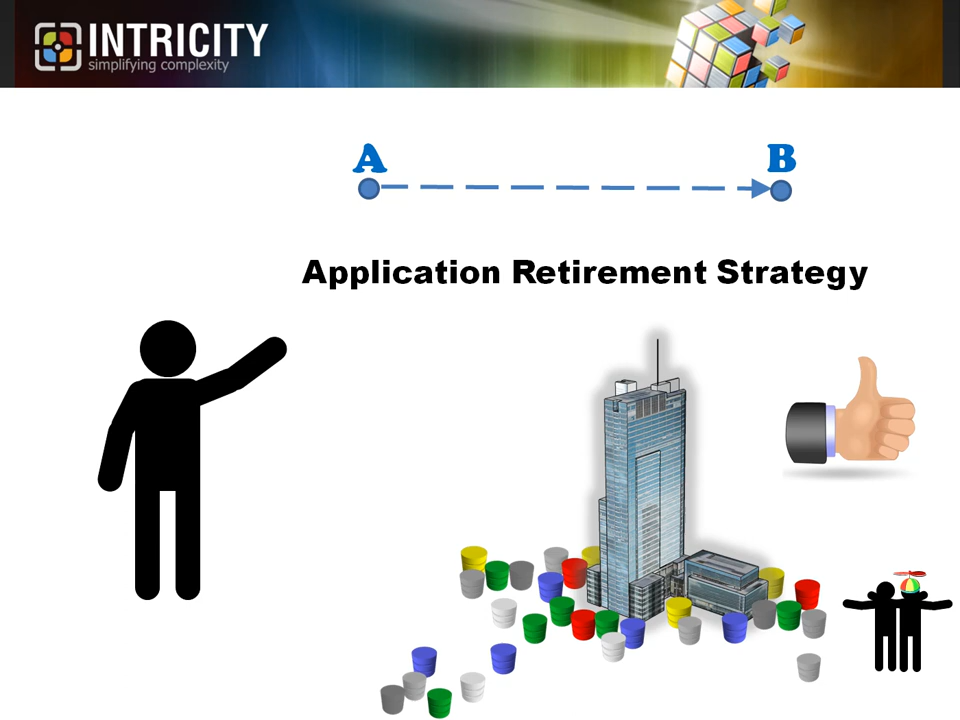 INTRICITY
simplifying complexity
A B
Application Retirement Strategy